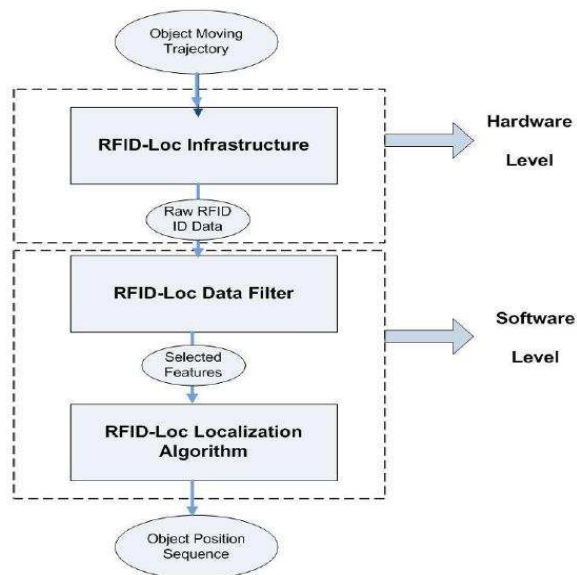 Object Moving
Trajectory
RFID-Loc Infrastructure
Hardware
Level
Raw RFID
ID Data
RFID-Loc Data Filter
Software
Level
Selected
Features
RFID-Loc Localization
Algorithm
Object Position
Sequence